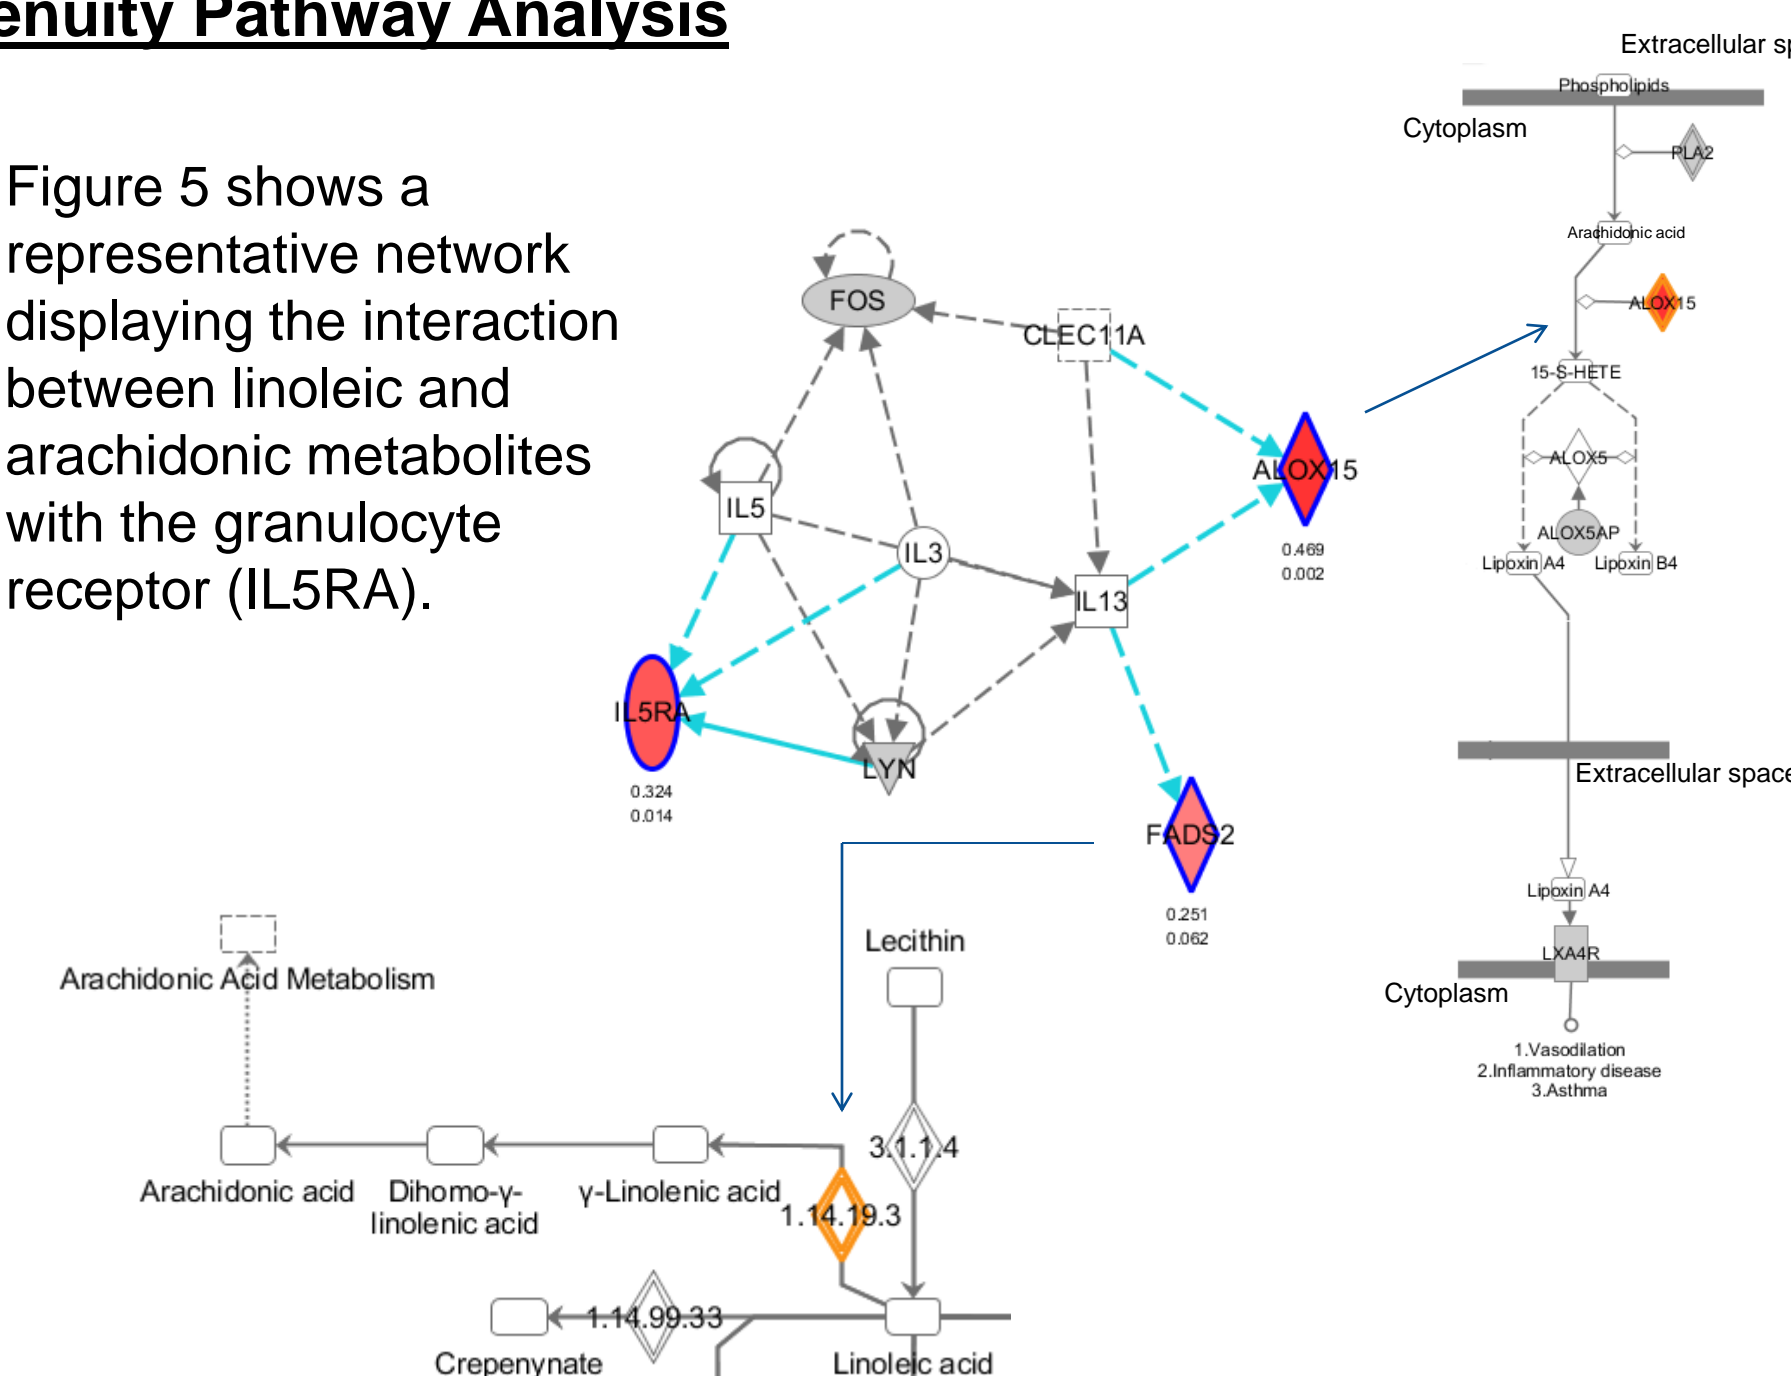 enuity Pathway Analysis
Figure 5 shows a
representative network
displaying the interaction
between linoleic and
arachidonic metabolites
with the granulocyte
receptor (IL5RA).
FOS
CLEC11A
IL5
IL3
IL13
ALOX15
0.469
0.002
IL5RA
0.324
0.014
LYN
FADS2
0.251
0.062
Extracellular sp
Phospholipids
Cytoplasm
PLA2
Arachidonic acid
ALOX15
15-S-HETE
ALOX5
ALOX5AP
Lipoxin A4
Lipoxin B4
Extracellular space
Lipoxin A4
LXA4R
Cytoplasm
1.Vasodilation
2.Inflammatory disease
3.Asthma
Lecithin
Arachidonic Acid Metabolism
3.1.1.4
Arachidonic acid
Dihomo-γ-
linolenic acid
γ-Linolenic acid
1.14.19.3
1.14.99.33
Crepenynate
Linoleic acid